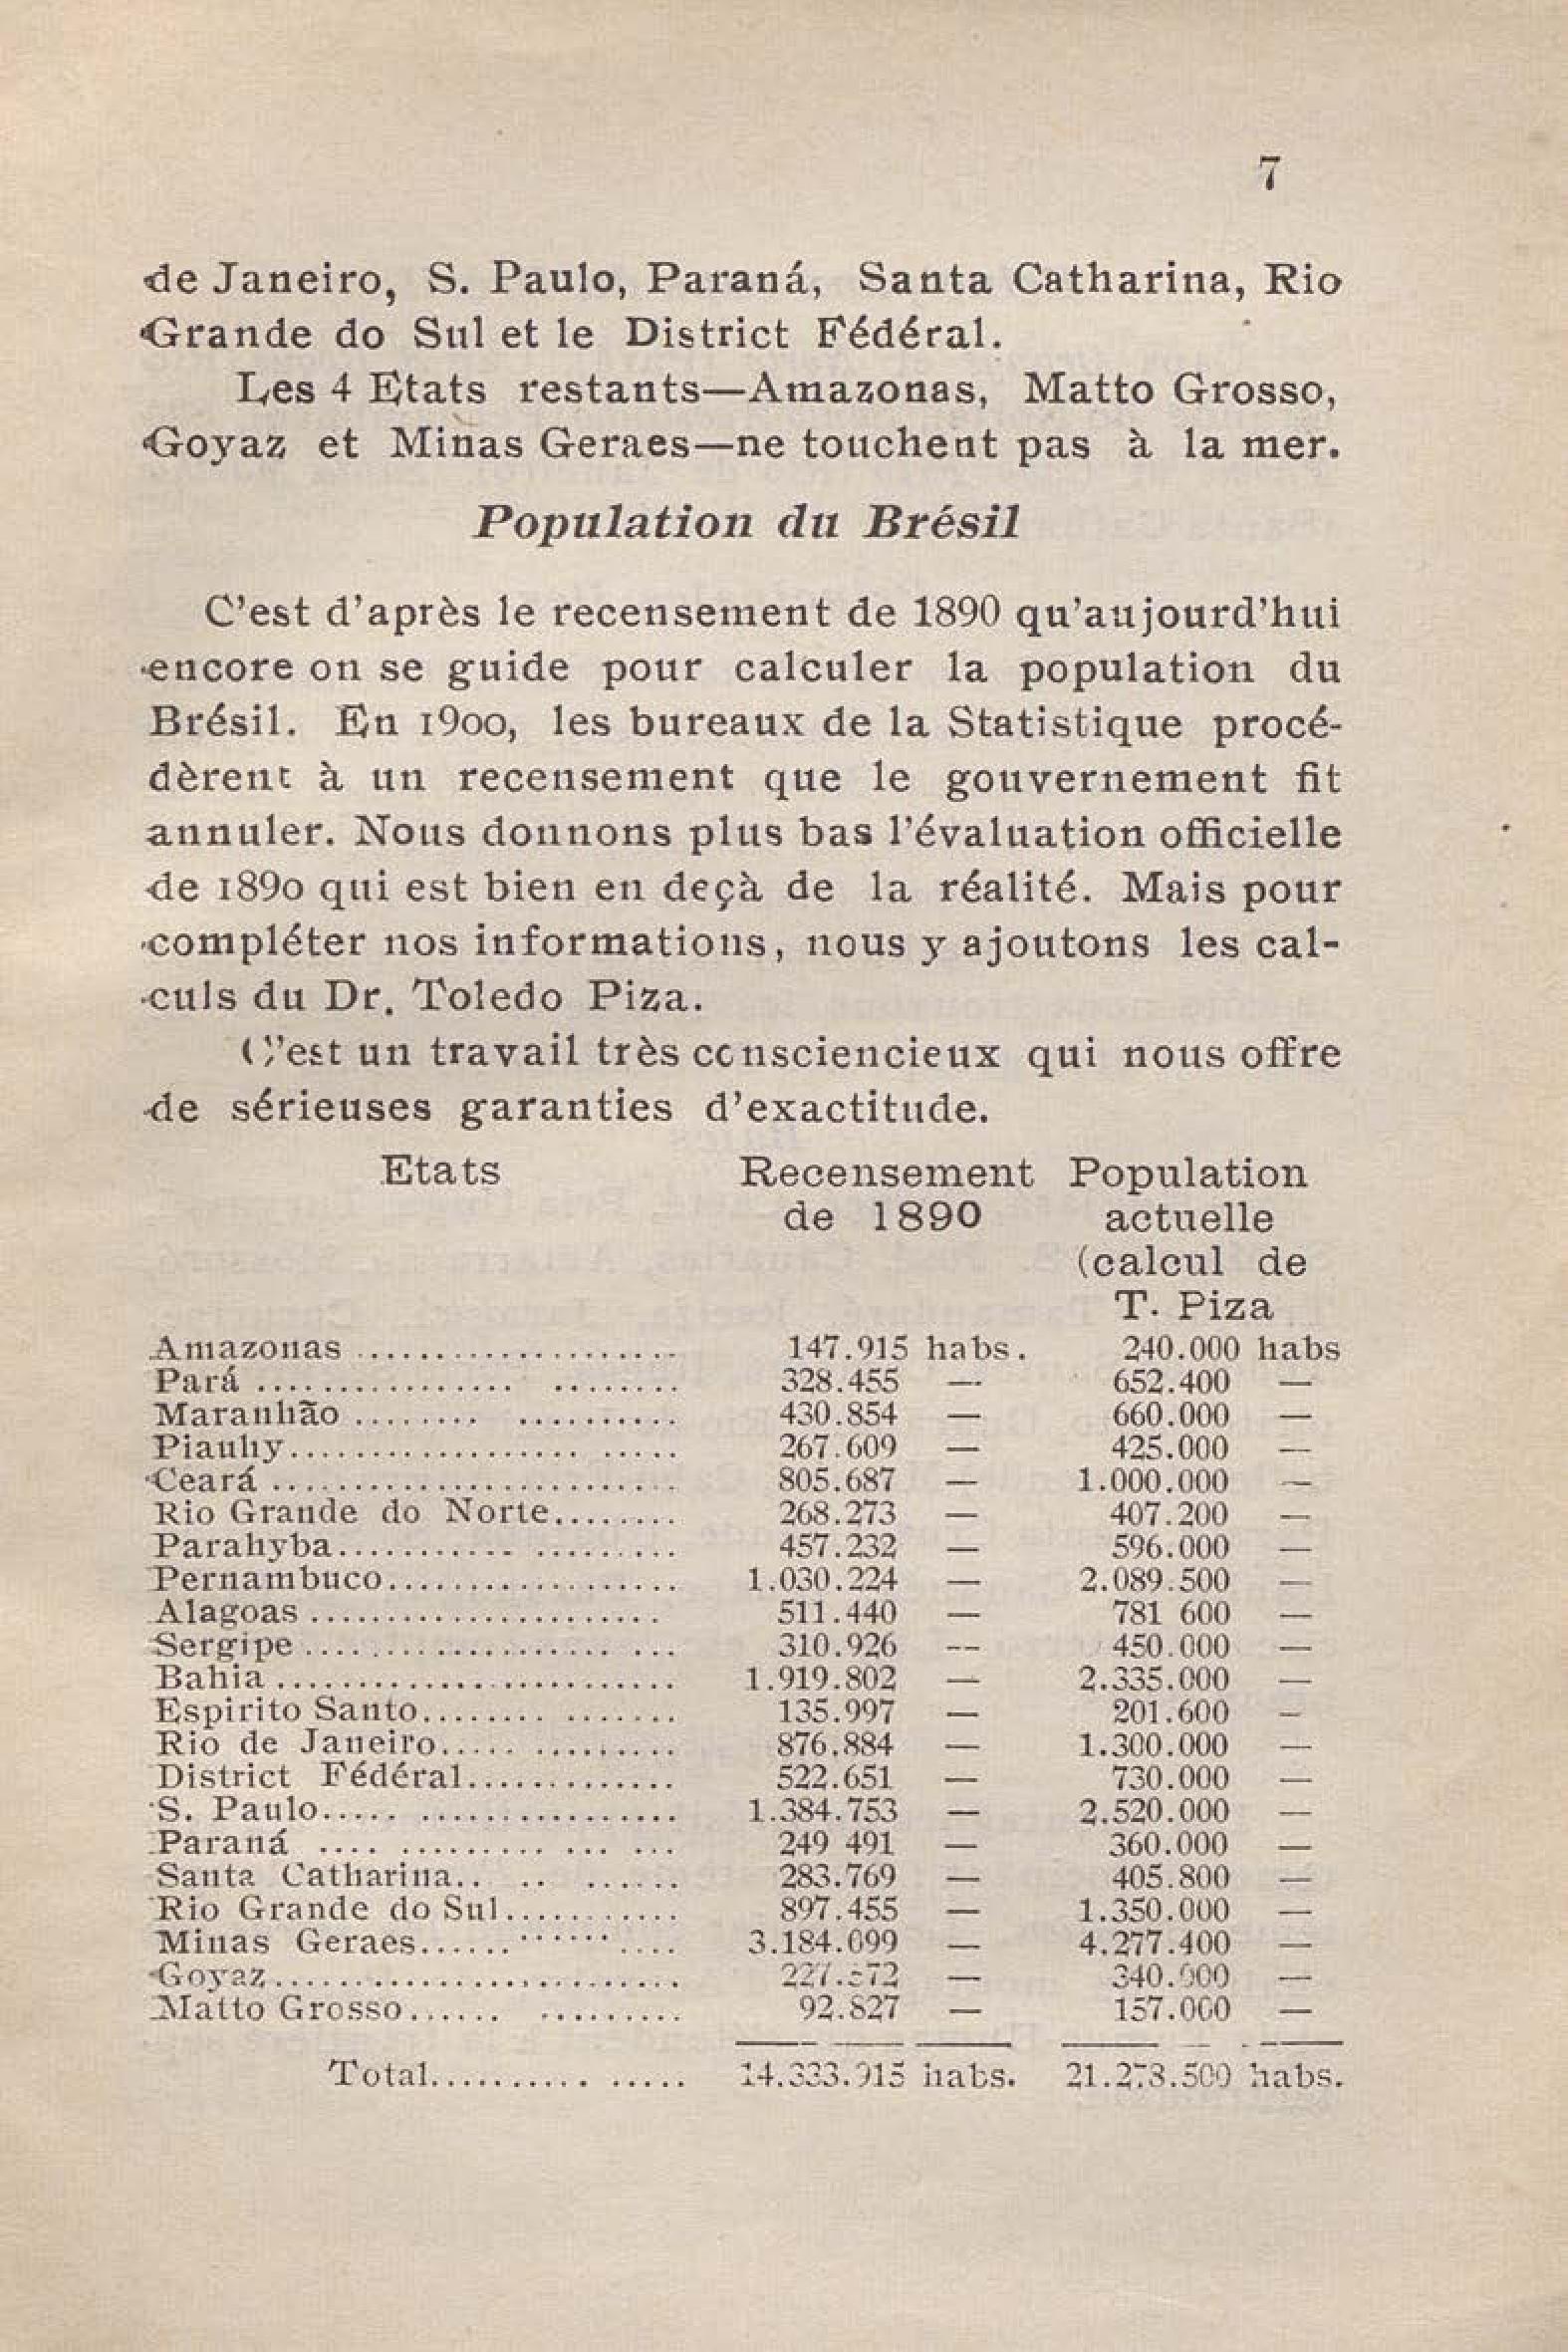 7
de Janeiro, S. Paulo, Paraná, Santa Catharina, Rio
Grande do Sul et le District Fédéral.
Les 4 Etats restants—Amazonas, Matto Grosso,
Goyaz et Minas Geraes—ne touchent pas à la mer.
Population du Brésil
C'est d'après le recensement de 1890 qu'aujourd'hui
encore on se guide pour calculer la population du
Brésil. En 1900, les bureaux de la Statistique procé-
dèrent à un recensement que le gouvernement fit
annuler. Nous donnons plus bas l'évaluation officielle
de 1890 qui est bien en deçà de la réalité. Mais pour
compléter nos informations, nous y ajoutons les cal-
culs du Dr. Toledo Piza.
C'est un travail très consciencieux qui nous offre
de sérieuses garanties d'exactitude.
Etats Recensement Population
de 1890 actuelle
(calcul de
T. Piza
Amazonas .................... 147.915 habs. 240.000 habs
Pará ................ ........ 328.455 — 652.400 —
Maranhão ........ .......... 430.854 — 660.000 —
Piauhy.................. ..... 267.609 — 425.000 —
Ceará ......................... 805.687 — 1.000.000 —
Rio Grande do Norte........ 268.273 — 407.200 —
Parahyba........... ......... 457.232 — 596.000 —
Pernambuco.................. 1.030.224 — 2.089.500 —
Alagoas ...................... 511.440 — 781 600 —
Sergipe ................... ... 310.926 -- 450.000 —
Bahia ......................... 1.919.802 — 2.335.000 —
Espirito Santo........ ....... 135.997 — 201.600 —
Rio de Janeiro..... ......... 876.884 — 1.300.000 —
District Fédéral............. 522.651 — 730.000 —
S. Paulo..... ................ 1.384.753 — 2.520.000 —
Paraná .... ......... ... ... 249 491 — 360.000 —
Santa Catharina.. .. ...... 283.769 — 405.800 —
Rio Grande do Sul........... 897.455 — 1.350.000 —
Minas Geraes................ 3.184.099 — 4.277.400 —
Goyaz......................... — 340.000 —
Matto Grosso...... ......... 92.827 — 157.000 —
Total.......... ..... 14.333.915 habs. habs.